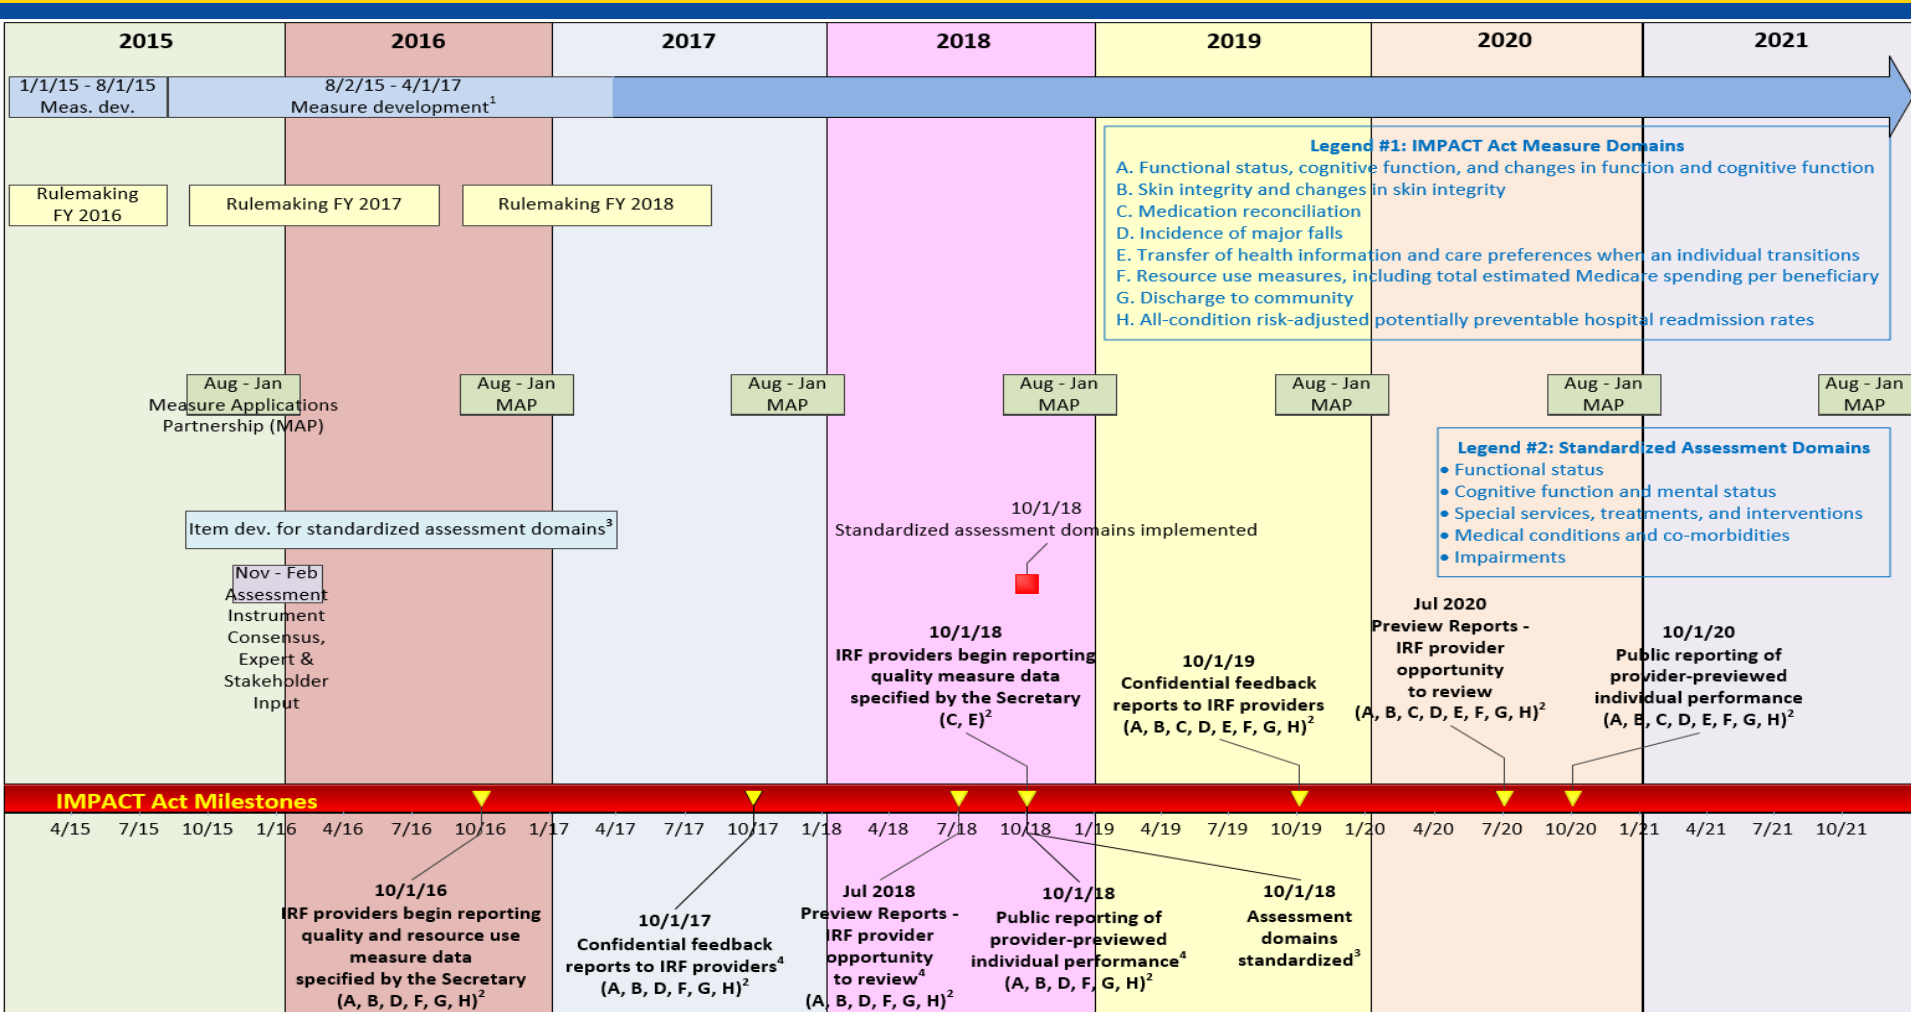 2015
2016
2017
2018
2019
2020
2021
1/1/15 - 8/1/15
Meas. dev.
8/2/15 - 4/1/17
Measure development¹
Legend #1: IMPACT Act Measure Domains
A. Functional status, cognitive function, and changes in function and cognitive function
B. Skin integrity and changes in skin integrity
C. Medication reconciliation
D. Incidence of major falls
E. Transfer of health information and care preferences when an individual transitions
F. Resource use measures, including total estimated Medicare spending per beneficiary
G. Discharge to community
H. All-condition risk-adjusted potentially preventable hospital readmission rates
Rulemaking
FY 2016
Rulemaking FY 2017
Rulemaking FY 2018
Aug - Jan
Measure Applications
Partnership (MAP)
Aug - Jan
MAP
Aug - Jan
MAP
Aug - Jan
MAP
Aug - Jan
MAP
Aug - Jan
MAP
Aug - Jan
MAP
Legend #2: Standardized Assessment Domains
• Functional status
• Cognitive function and mental status
• Special services, treatments, and interventions
• Medical conditions and co-morbidities
• Impairments
Item dev. for standardized assessment domains³
10/1/18
Standardized assessment domains implemented
Nov - Feb
Assessment
Instrument
Consensus,
Expert &
Stakeholder
Input
10/1/18
IRF providers begin reporting
quality measure data
specified by the Secretary
(C, E)²
10/1/19
Confidential feedback
reports to IRF providers
(A, B, C, D, E, F, G, H)²
Jul 2020
Preview Reports -
IRF provider
opportunity
to review
(A, B, C, D, E, F, G, H)²
10/1/20
Public reporting of
provider-previewed
individual performance
(A, B, C, D, E, F, G, H)²
IMPACT Act Milestones
4/15
7/15
10/15
1/16
4/16
7/16
10/16
1/17
4/17
7/17
10/17
1/18
4/18
7/18
10/18
1/19
4/19
7/19
10/19
1/20
4/20
7/20
10/20
1/21
4/21
7/21
10/21
10/1/16
IRF providers begin reporting
quality and resource use
measure data
specified by the Secretary
(A, B, D, F, G, H)²
10/1/17
Confidential feedback
reports to IRF providers⁴
(A, B, D, F, G, H)²
Jul 2018
Preview Reports -
IRF provider
opportunity
to review⁴
(A, B, D, F, G, H)²
10/1/18
Public reporting of
provider-previewed
individual performance⁴
(A, B, D, F, G, H)²
10/1/18
Assessment
domains
standardized³